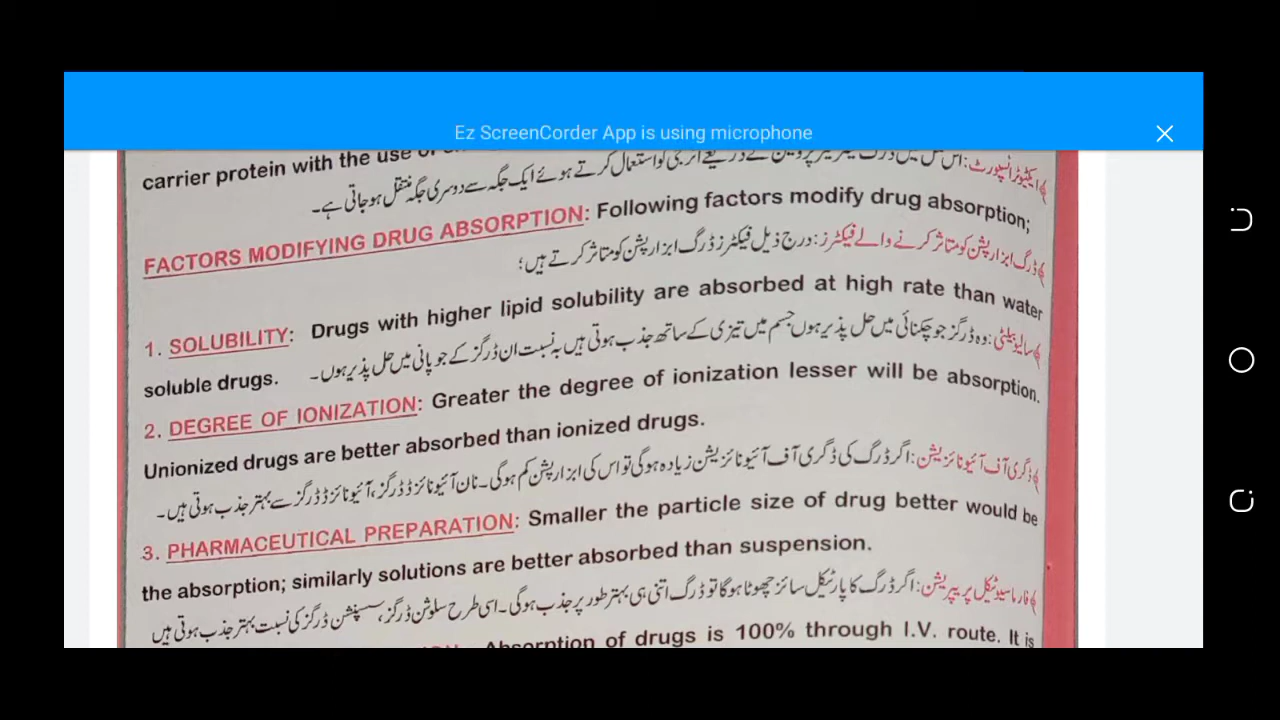 Ez ScreenCorder App is using microphone
carrier protein with the use of
﴿ایکٹیو ٹرانسپورٹ:
استعمال کرتے ہوئے ایک جگہ سے دوسری جگہ منتقل ہو جاتی ہے۔
FACTORS MODIFYING DRUG ABSORPTION: Following factors modify drug absorption;
﴿ڈرگ ابزارپشن کو متاثر کرنے والے فیکٹرز: درج ذیل فیکٹرز ڈرگ ابزارپشن کو متاثر کرتے ہیں؛
1. SOLUBILITY: Drugs with higher lipid solubility are absorbed at high rate than water
soluble drugs.
﴿سالیوبیلٹی: وہ ڈرگز جو چکنائی میں حل پذیر ہوں جسم میں تیزی کے ساتھ جذب ہوتی ہیں بہ نسبت ان ڈرگز کے جو پانی میں حل پذیر ہوں۔
2. DEGREE OF IONIZATION: Greater the degree of ionization lesser will be absorption.
Unionized drugs are better absorbed than ionized drugs.
﴿ڈگری آف آئیونائزیشن: اگر ڈرگ کی ڈگری آف آئیونائزیشن زیادہ ہوگی تو اس کی ابزارپشن کم ہوگی۔ نان آئیونائزڈ ڈرگز، آئیونائزڈ ڈرگز سے بہتر جذب ہوتی ہیں۔
3. PHARMACEUTICAL PREPARATION: Smaller the particle size of drug better would be
the absorption; similarly solutions are better absorbed than suspension.
﴿فارماسیوٹیکل پریپریشن: اگر ڈرگ کا پارٹیکل سائز چھوٹا ہوگا تو ڈرگ اتنی ہی بہتر طور پر جذب ہوگی۔ اسی طرح سلوشن ڈرگز، سسپنشن ڈرگز کی نسبت بہتر جذب ہوتی ہیں
Absorption of drugs is 100% through I.V. route. It is